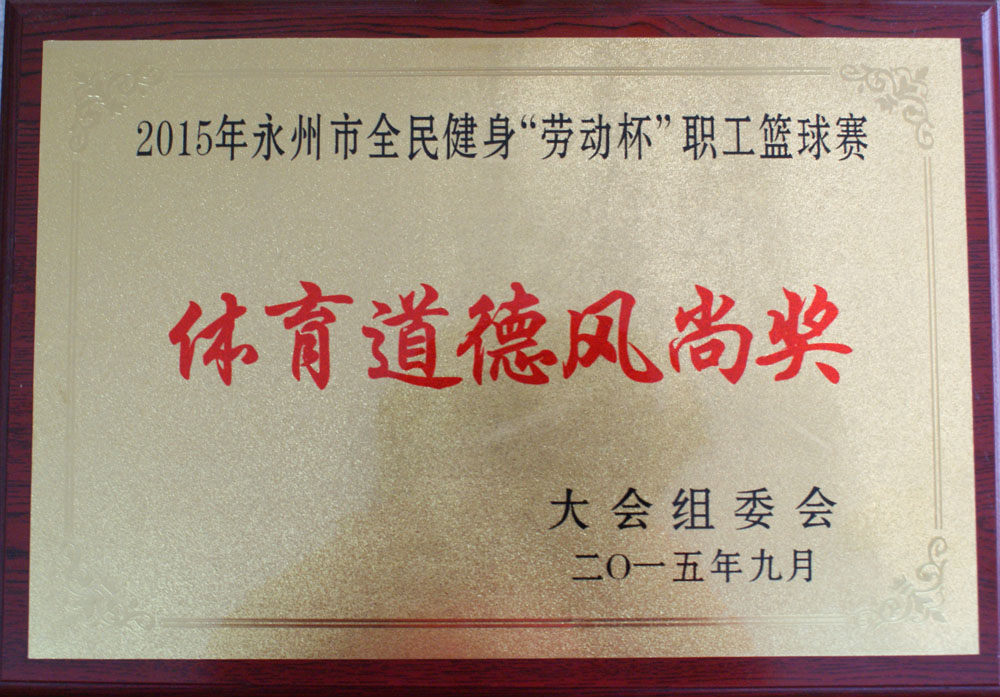 2015年永州市全民健身“劳动杯”职工篮球赛
体育道德风尚奖
大会组委会
二〇一五年九月